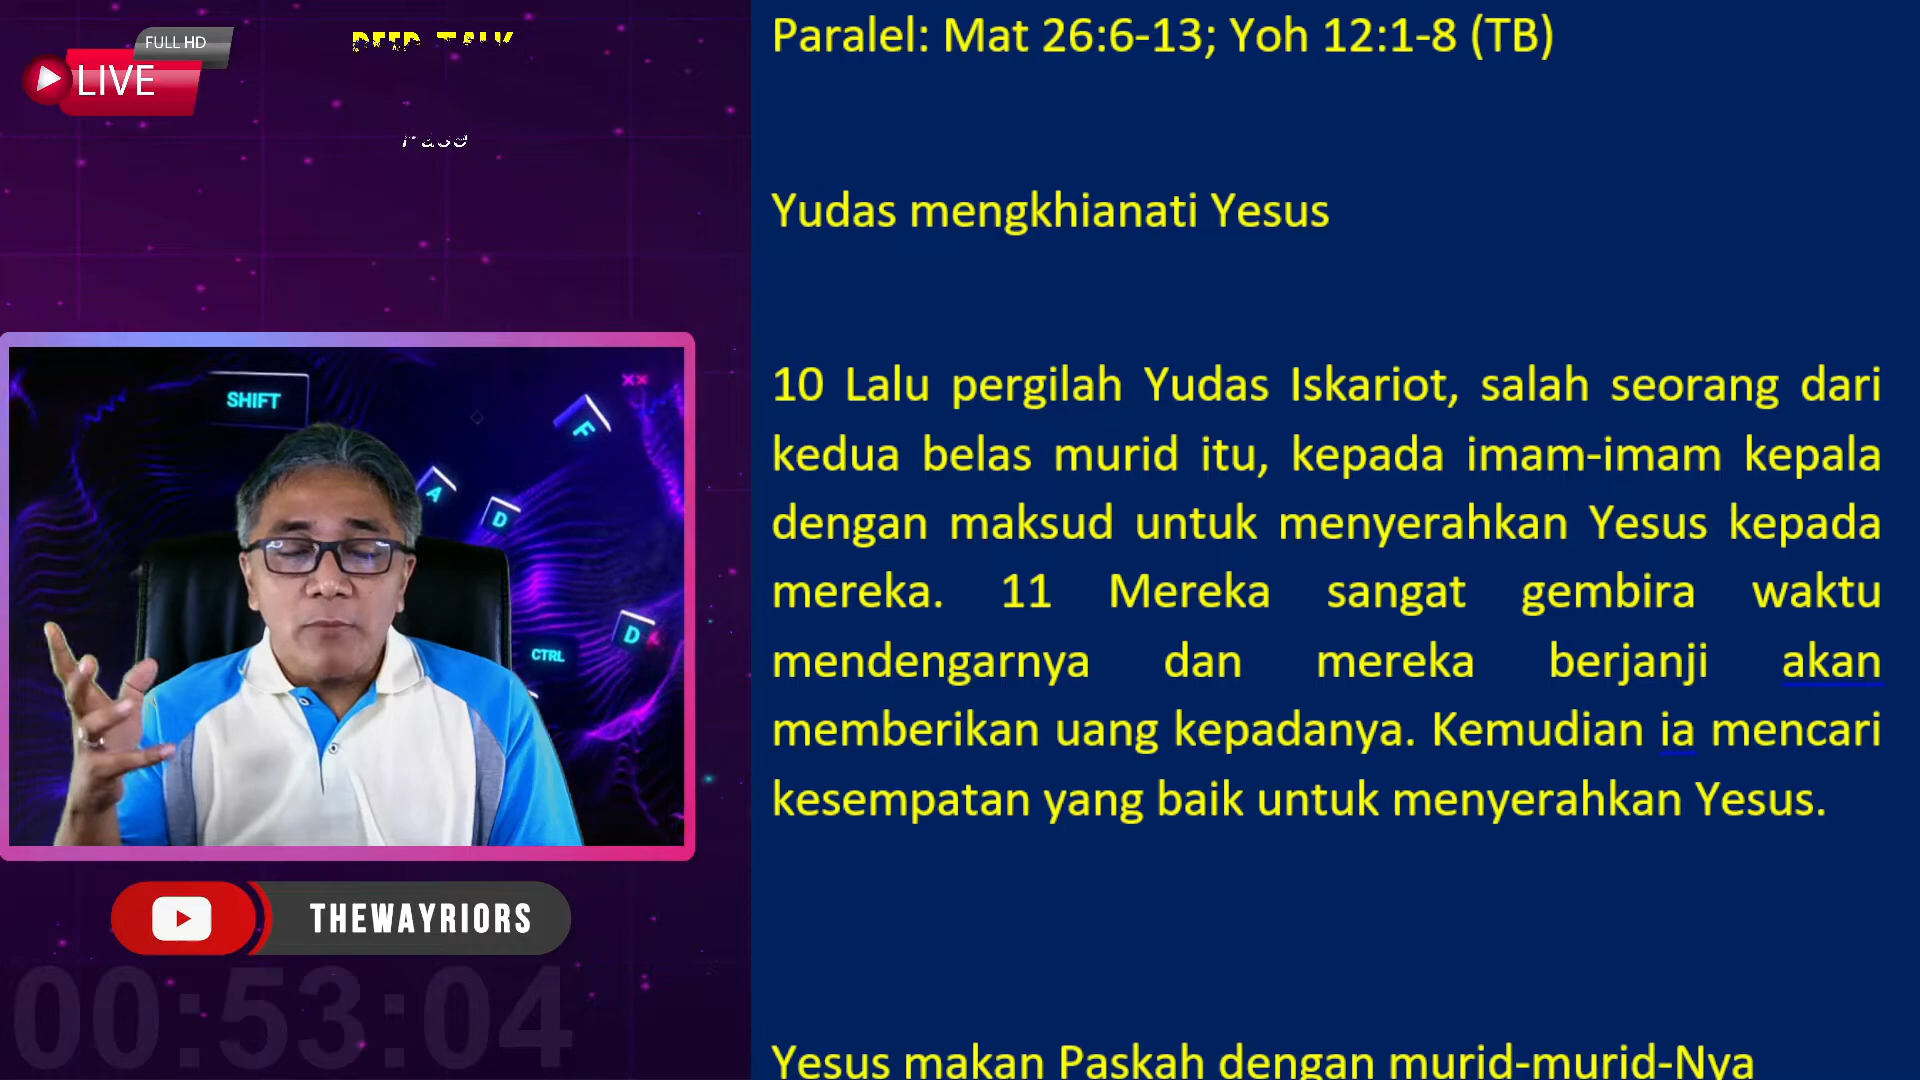 FULL HD
LIVE
DEEP TALK
SHIFT
F
A
D
D
CTRL
THEWAYRIORS
00:53:04
Paralel: Mat 26:6-13; Yoh 12:1-8 (TB)
Yudas mengkhianati Yesus
10 Lalu pergilah Yudas Iskariot, salah seorang dari
kedua belas murid itu, kepada imam-imam kepala
dengan maksud untuk menyerahkan Yesus kepada
mereka. 11 Mereka sangat gembira waktu
mendengarnya dan mereka berjanji akan
memberikan uang kepadanya. Kemudian ia mencari
kesempatan yang baik untuk menyerahkan Yesus.
Yesus makan Paskah dengan murid-murid-Nya